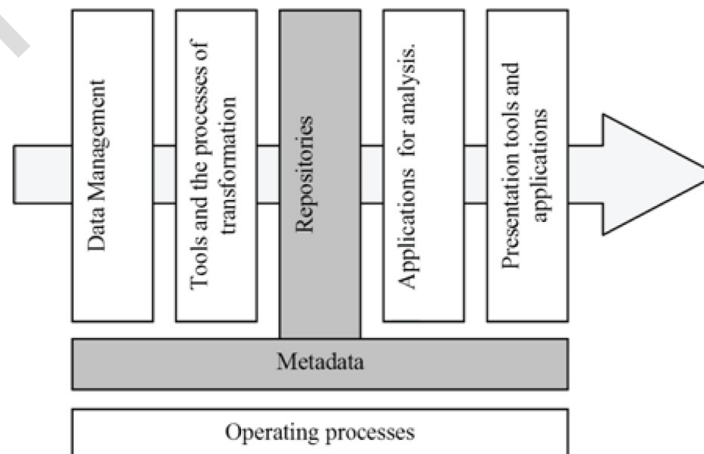 Data Management
Tools and the processes of
transformation
Repositories
Applications for analysis.
Presentation tools and
applications
Metadata
Operating processes